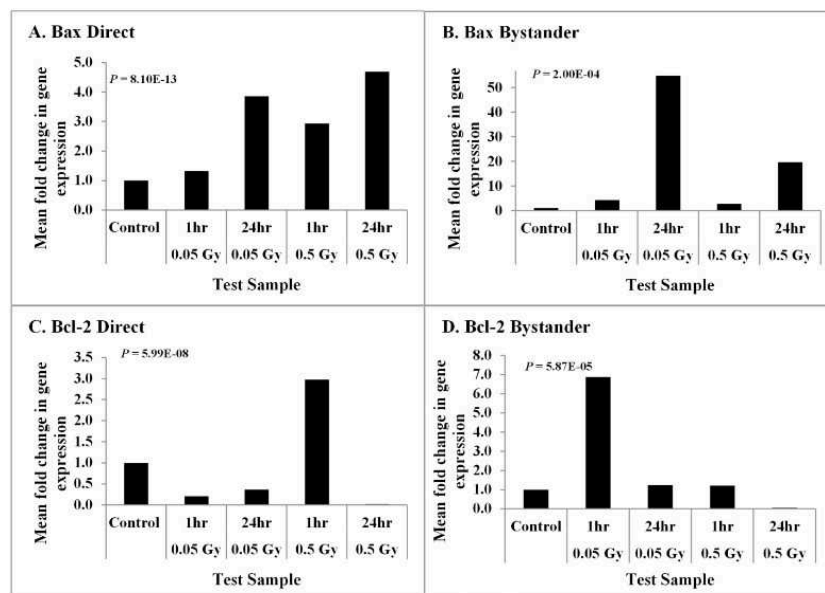 A. Bax Direct
P = 8.10E-13
Mean fold change in gene
expression
5.0
4.0
3.0
2.0
1.0
0.0
Control 1hr 24hr 1hr 24hr
0.05 Gy 0.05 Gy 0.5 Gy 0.5 Gy
Test Sample
B. Bax Bystander
P = 2.00E-04
Mean fold change in gene
expression
50
40
30
20
10
0
Control 1hr 24hr 1hr 24hr
0.05 Gy 0.05 Gy 0.5 Gy 0.5 Gy
Test Sample
C. Bcl-2 Direct
P = 5.99E-08
Mean fold change in gene
expression
3.5
3.0
2.5
2.0
1.5
1.0
0.5
0.0
Control 1hr 24hr 1hr 24hr
0.05 Gy 0.05 Gy 0.5 Gy 0.5 Gy
Test Sample
D. Bcl-2 Bystander
P = 5.87E-05
Mean fold change in gene
expression
8.0
7.0
6.0
5.0
4.0
3.0
2.0
1.0
0.0
Control 1hr 24hr 1hr 24hr
0.05 Gy 0.05 Gy 0.5 Gy 0.5 Gy
Test Sample